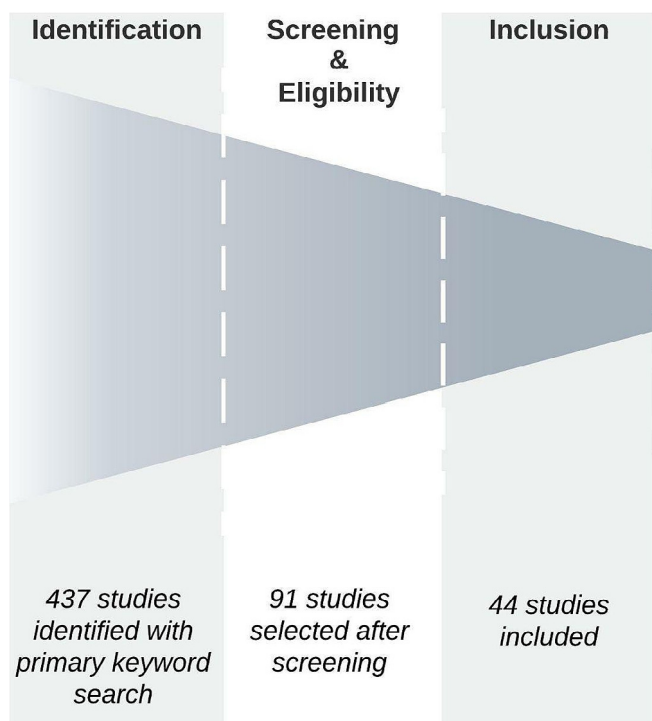 Identification
Screening
&
Eligibility
Inclusion
437 studies
identified with
primary keyword
search
91 studies
selected after
screening
44 studies
included